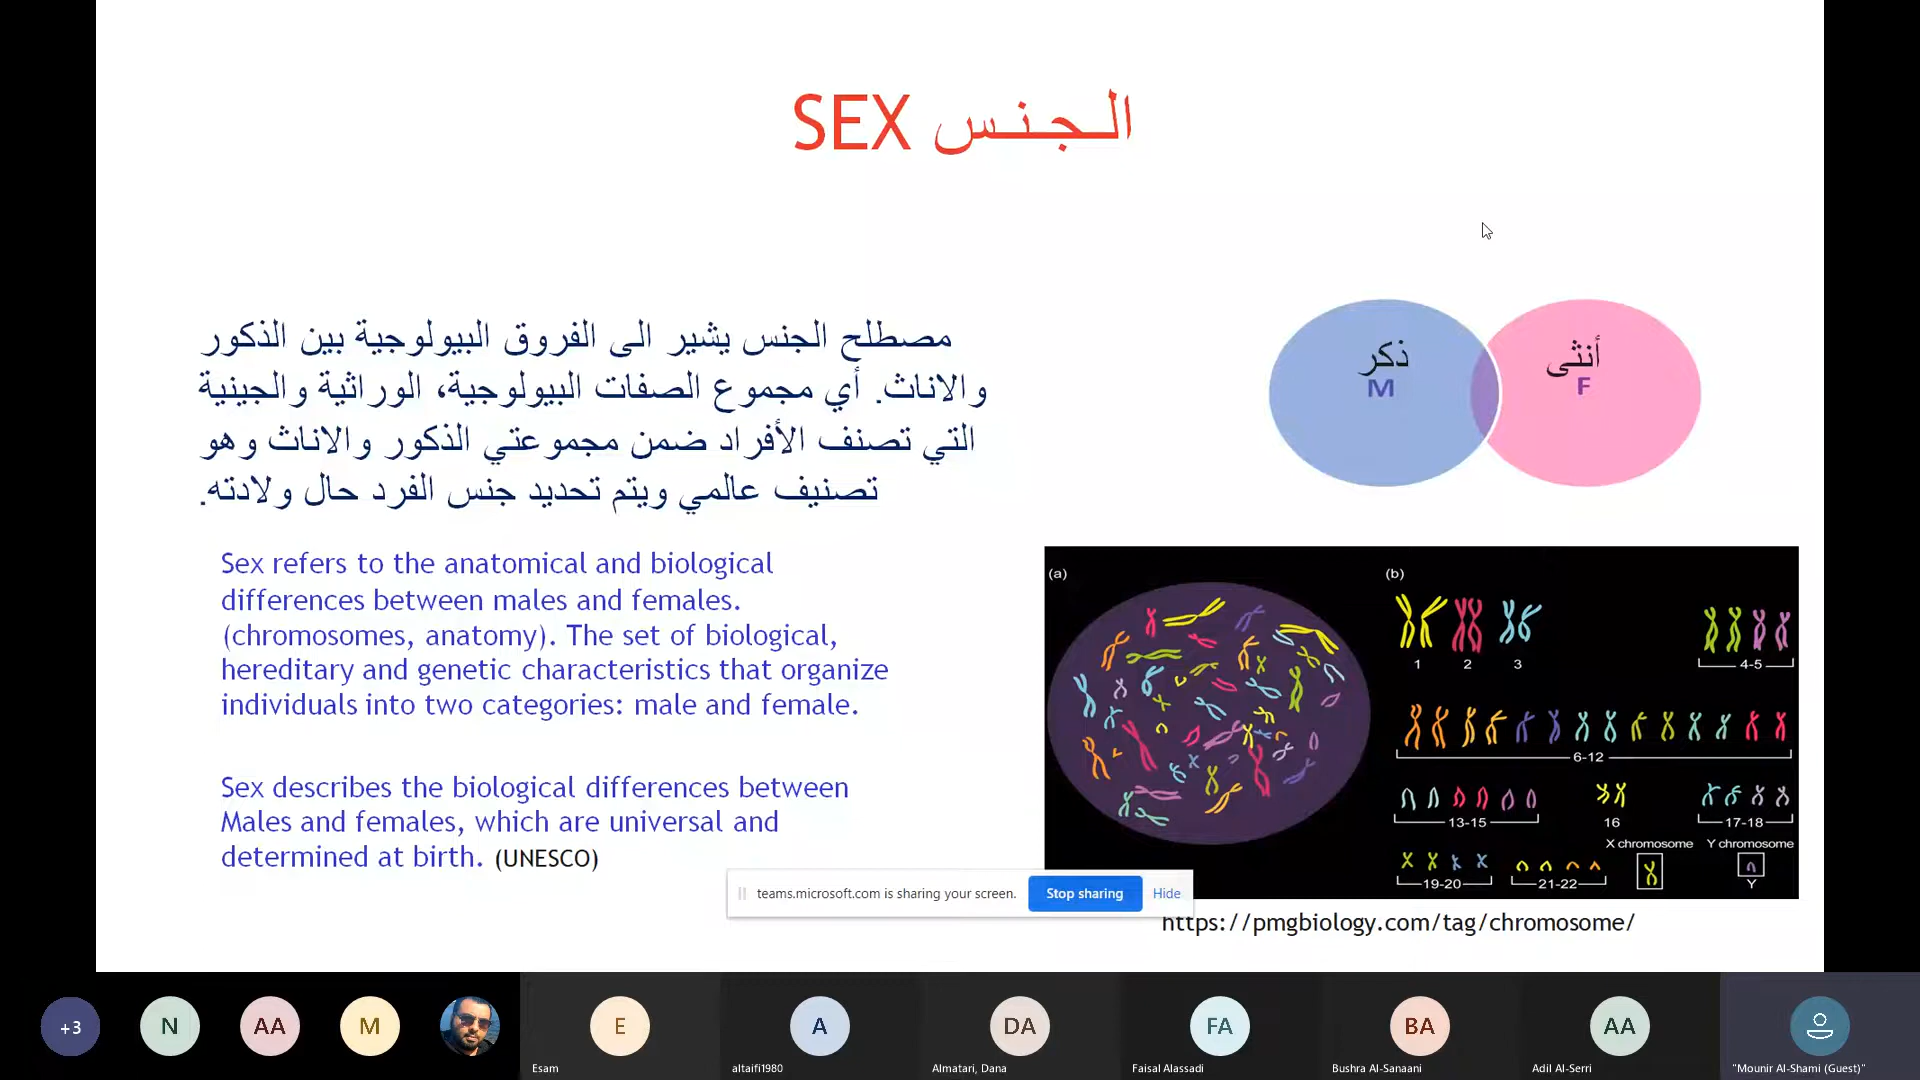 SEX الجنس
مصطلح الجنس يشير الى الفروق البيولوجية بين الذكور
والاناث. أي مجموع الصفات البيولوجية، الوراثية والجينية
التي تصنف الأفراد ضمن مجموعتي الذكور والاناث وهو
تصنيف عالمي ويتم تحديد جنس الفرد حال ولادته.
Sex refers to the anatomical and biological
differences between males and females.
(chromosomes, anatomy). The set of biological,
hereditary and genetic characteristics that organize
individuals into two categories: male and female.
Sex describes the biological differences between
Males and females, which are universal and
determined at birth. (UNESCO)
ذكر
M
أنثى
F
(a)
(b)
1 2 3 4-5
6-12
13-15 16 17-18
X chromosome Y chromosome
19-20 21-22 Y
https://pmgbiology.com/tag/chromosome/
teams.microsoft.com is sharing your screen. Stop sharing Hide
+3 N AA M E A DA FA BA AA
Esam altaifi1980 Almatari, Dana Faisal Alassadi Bushra Al-Sanaani Adil Al-Serri "Mounir Al-Shami (Guest)"